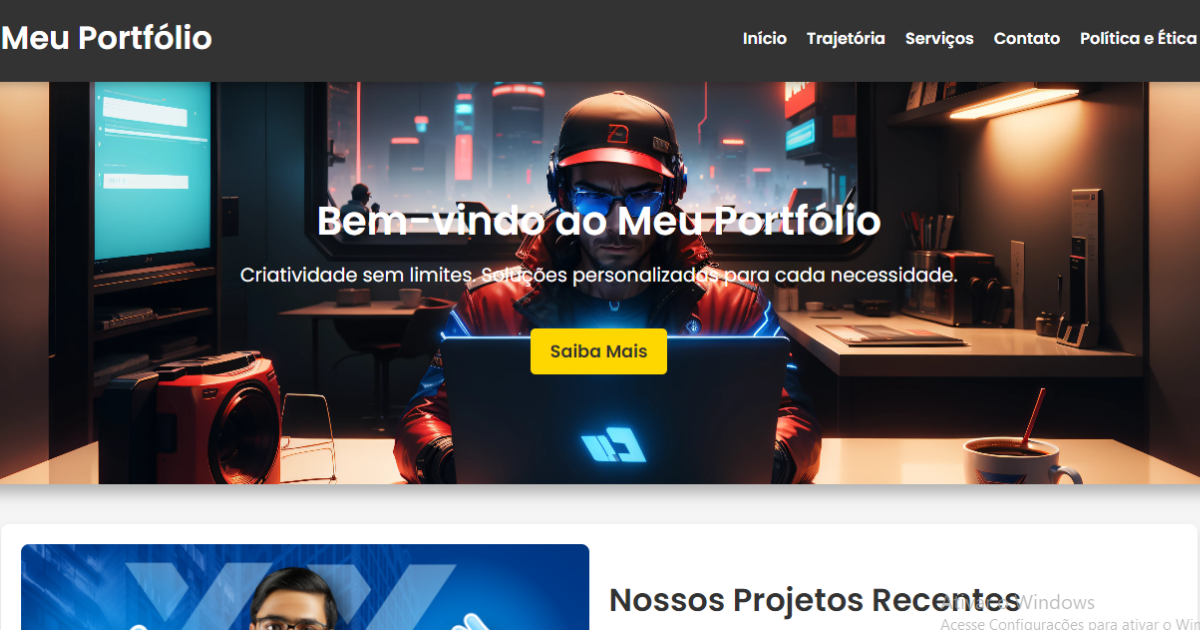 Meu Portfólio
Início Trajetória Serviços Contato Política e Ética
Bem-vindo ao Meu Portfólio
Criatividade sem limites. Soluções personalizadas para cada necessidade.
Saiba Mais
Nossos Projetos Recentes
Ativar o Windows
Acesse Configurações para ativar o Win